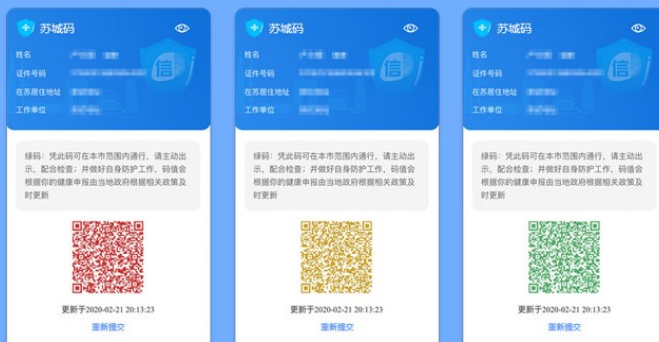 苏城码
姓名
证件号码
在苏居住地址
工作单位
信
绿码：凭此码可在本市范围内通行，请主动出
示、配合检查；并做好自身防护工作，码值会
根据你的健康申报由当地政府根据相关政策及
时更新
更新于2020-02-21 20:13:23
重新提交
苏城码
姓名
证件号码
在苏居住地址
工作单位
信
绿码：凭此码可在本市范围内通行，请主动出
示、配合检查；并做好自身防护工作，码值会
根据你的健康申报由当地政府根据相关政策及
时更新
更新于2020-02-21 20:13:23
重新提交
苏城码
姓名
证件号码
在苏居住地址
工作单位
信
绿码：凭此码可在本市范围内通行，请主动出
示、配合检查；并做好自身防护工作，码值会
根据你的健康申报由当地政府根据相关政策及
时更新
更新于2020-02-21 20:13:23
重新提交